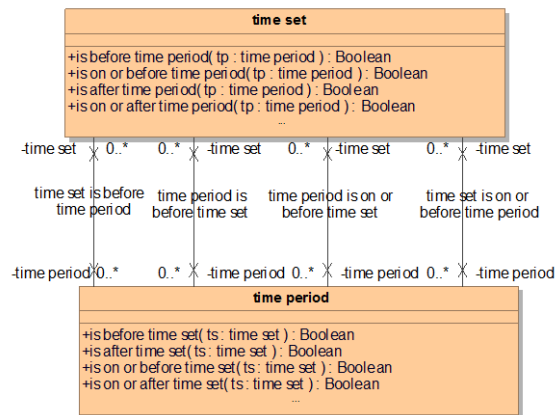 time set
+is before time period( tp : time period ) : Boolean
+is on or before time period( tp : time period ) : Boolean
+is after time period( tp : time period ) : Boolean
+is on or after time period( tp : time period ) : Boolean
...
-time set 0..* 0..* -time set 0..* -time set 0..* -time set
time set is before
time period
time period is
before time set
time period is on or
before time set
time set is on or
before time period
-time period 0..* 0..* -time period 0..* -time period 0..* -time period
time period
+is before time set( ts : time set ) : Boolean
+is after time set( ts : time set ) : Boolean
+is on or before time set( ts : time set ) : Boolean
+is on or after time set( ts : time set ) : Boolean
...